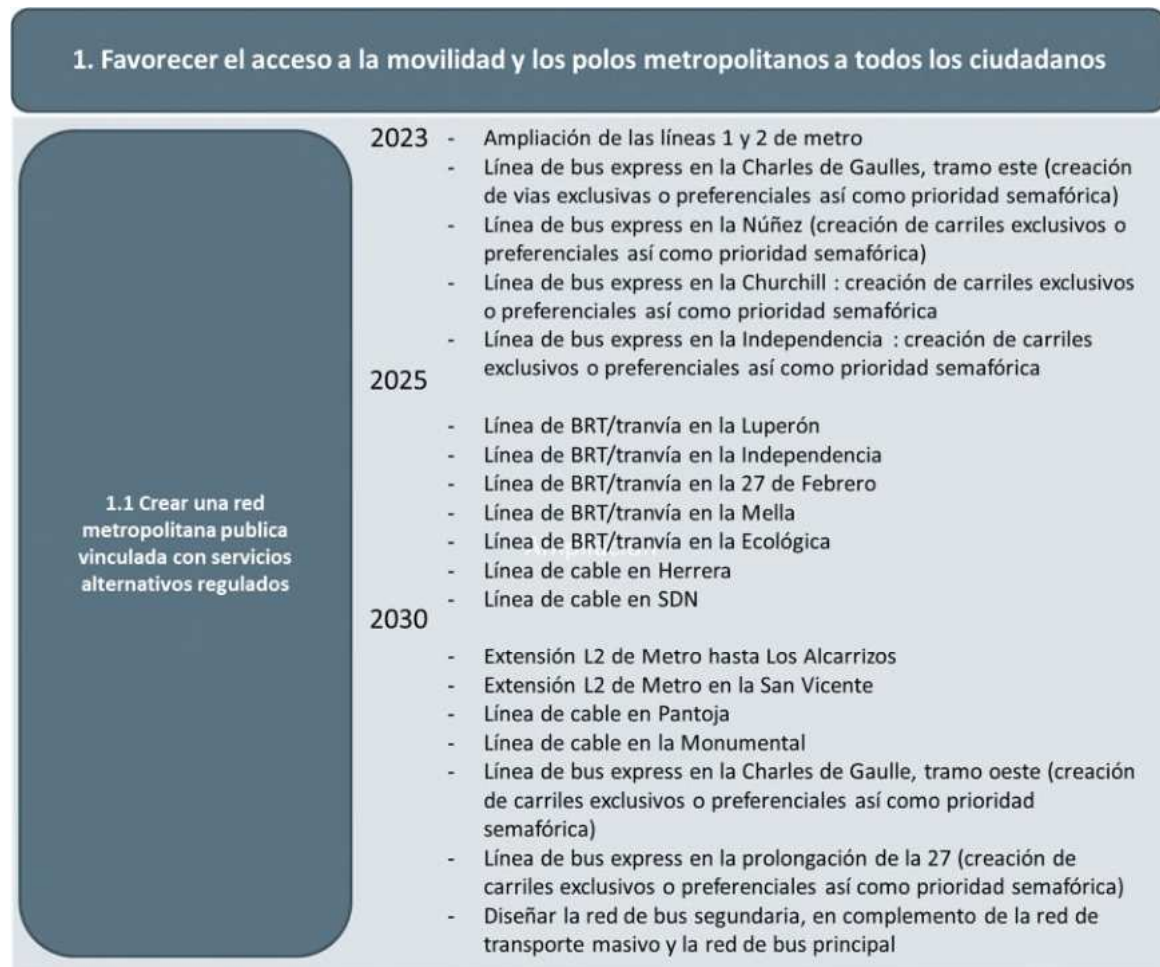 1. Favorecer el acceso a la movilidad y los polos metropolitanos a todos los ciudadanos
1.1 Crear una red
metropolitana publica
vinculada con servicios
alternativos regulados
2023
- Ampliación de las líneas 1 y 2 de metro
- Línea de bus express en la Charles de Gaulles, tramo este (creación
de vias exclusivas o preferenciales así como prioridad semafórica)
- Línea de bus express en la Núñez (creación de carriles exclusivos o
preferenciales así como prioridad semafórica)
- Línea de bus express en la Churchill : creación de carriles exclusivos
o preferenciales así como prioridad semafórica
- Línea de bus express en la Independencia : creación de carriles
exclusivos o preferenciales así como prioridad semafórica
2025
- Línea de BRT/tranvía en la Luperón
- Línea de BRT/tranvía en la Independencia
- Línea de BRT/tranvía en la 27 de Febrero
- Línea de BRT/tranvía en la Mella
- Línea de BRT/tranvía en la Ecológica
- Línea de cable en Herrera
- Línea de cable en SDN
2030
- Extensión L2 de Metro hasta Los Alcarrizos
- Extensión L2 de Metro en la San Vicente
- Línea de cable en Pantoja
- Línea de cable en la Monumental
- Línea de bus express en la Charles de Gaulle, tramo oeste (creación
de carriles exclusivos o preferenciales así como prioridad
semafórica)
- Línea de bus express en la prolongación de la 27 (creación de
carriles exclusivos o preferenciales así como prioridad semafórica)
- Diseñar la red de bus segundaria, en complemento de la red de
transporte masivo y la red de bus principal